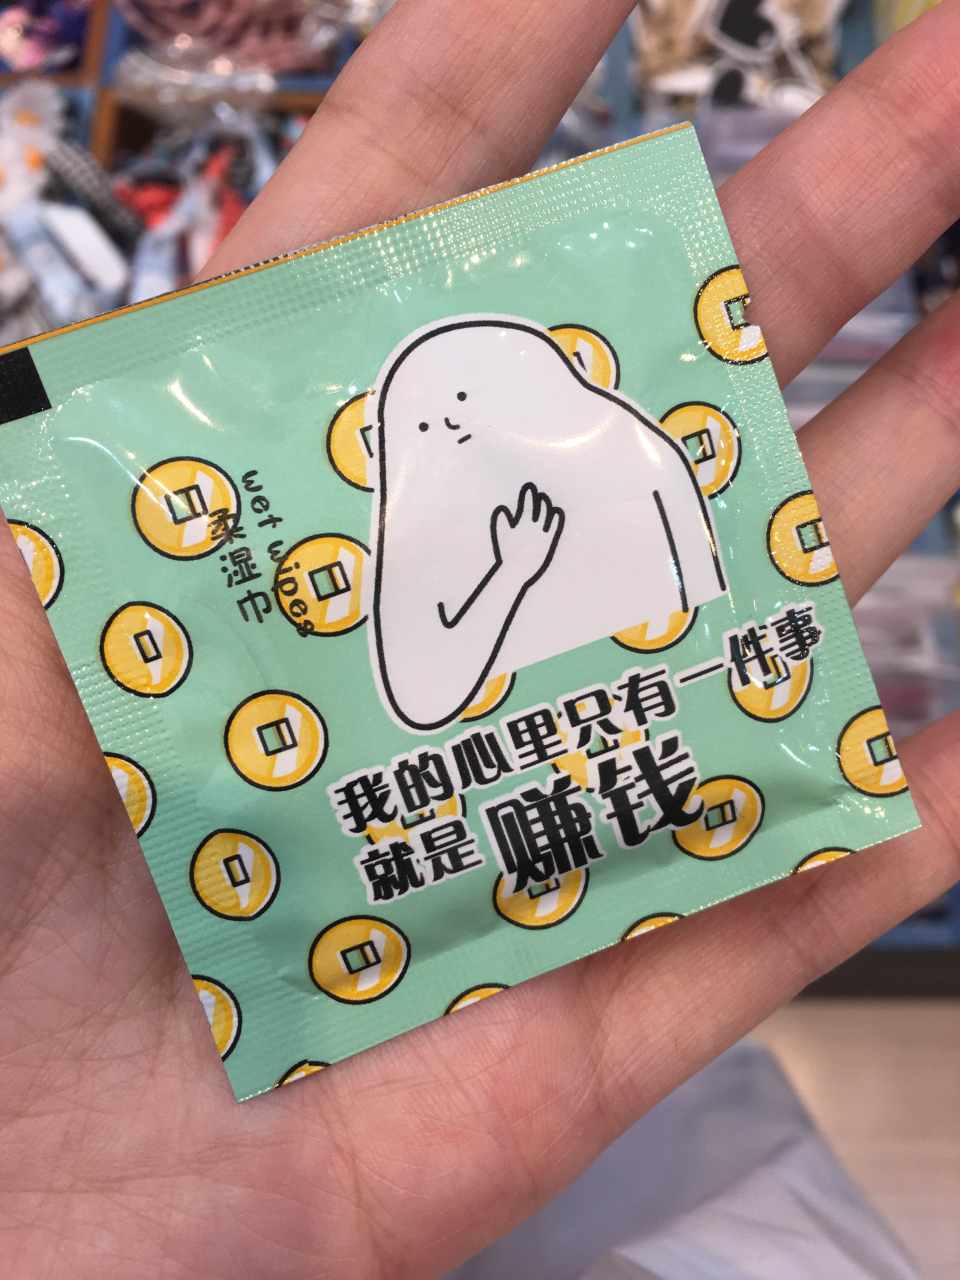 wet wipes
柔湿巾
我的心里只有一件事
就是赚钱